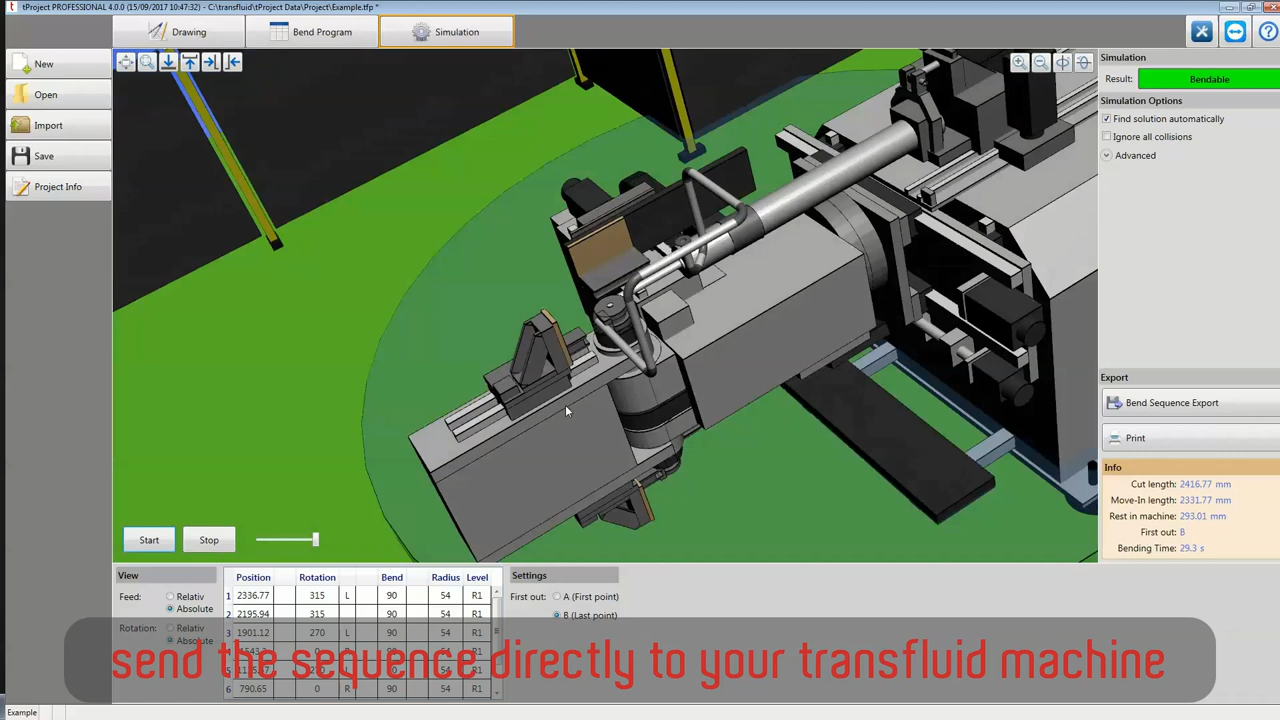 tProject PROFESSIONAL 4.0.0 (15/09/2017 10:47:32) - C:\transfluid\tProject Data\Project\Example.tfp *
Drawing
Bend Program
Simulation
New
Open
Import
Save
Project Info
Simulation
Result: Bendable
Simulation Options
Find solution automatically
Ignore all collisions
Advanced
Export
Bend Sequence Export
Print
Info
Cut length: 2416.77 mm
Move-In length: 2331.77 mm
Rest in machine: 293.01 mm
First out: B
Bending Time: 29.3 s
Start
Stop
View
Feed: Relativ
Absolute
Rotation: Relativ
Absolute
Position Rotation Bend Radius Level
1 2336.77 315 L 90 54 R1
2 2195.94 315 90 54 R1
3 1901.12 270 L 90 54 R1
6 790.65 0 R 90 54 R1
Settings
First out: A (First point)
B (Last point)
send the sequence directly to your transfluid machine
Example